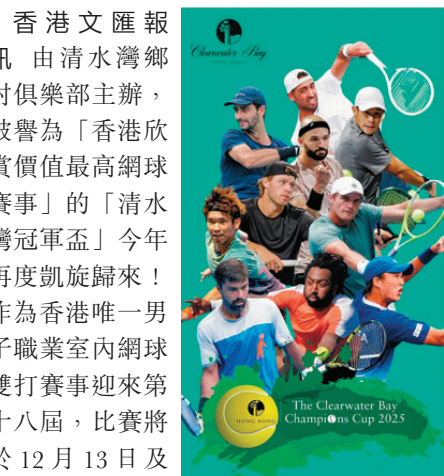 香港文匯報
訊 由清水灣鄉
村俱樂部主辦，
被譽為「香港欣
賞價值最高網球
賽事」的「清水
灣冠軍盃」今年
再度凱旋歸來！
作為香港唯一男
子職業室內網球
雙打賽事迎來第
十八屆，比賽將
於12月13日及
Clearwater Bay
HONG KONG
The Clearwater Bay
Champions Cup 2025